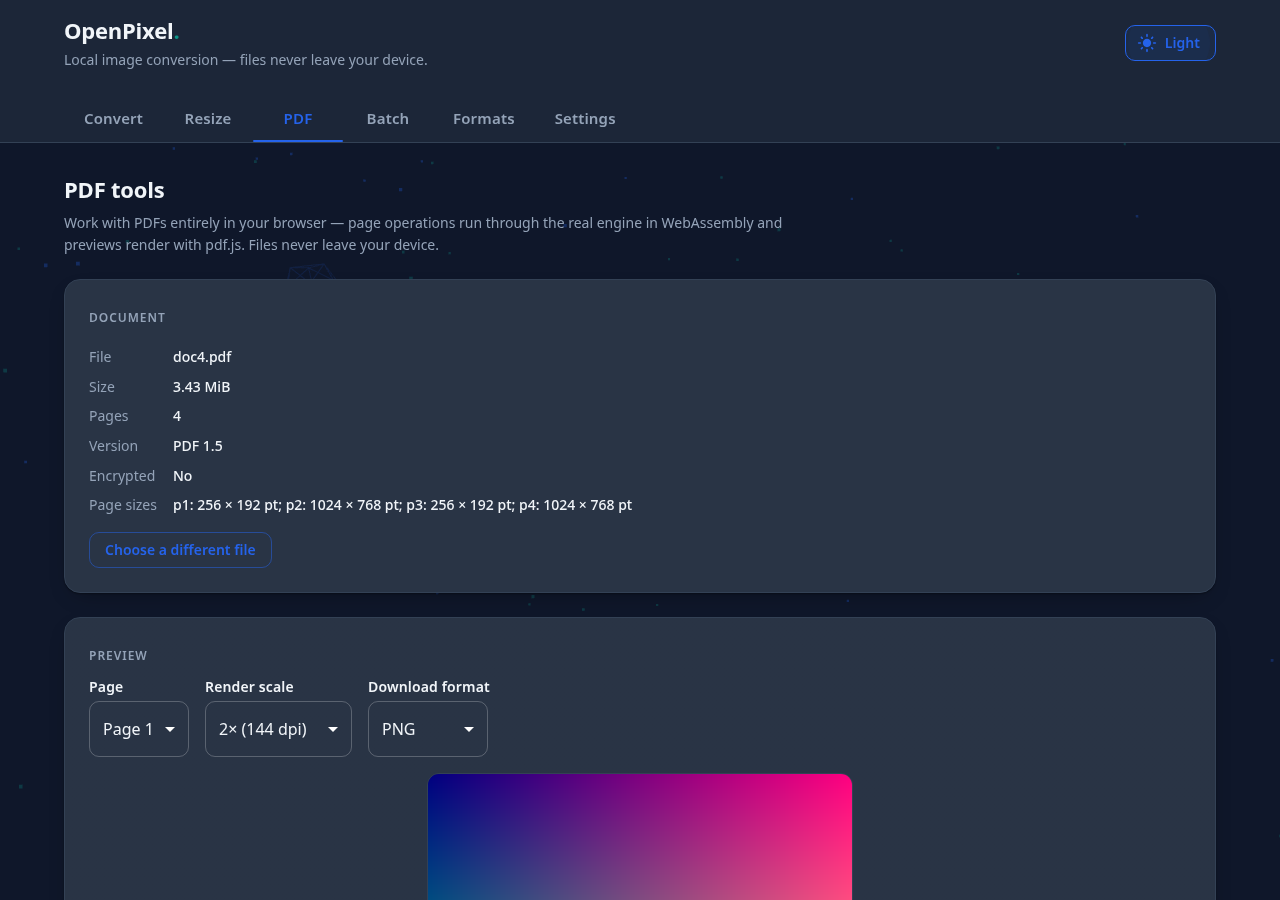 OpenPixel.
Local image conversion — files never leave your device.
Light
Convert
Resize
PDF
Batch
Formats
Settings
PDF tools
Work with PDFs entirely in your browser — page operations run through the real engine in WebAssembly and
previews render with pdf.js. Files never leave your device.
DOCUMENT
File doc4.pdf
Size 3.43 MiB
Pages 4
Version PDF 1.5
Encrypted No
Page sizes p1: 256 × 192 pt; p2: 1024 × 768 pt; p3: 256 × 192 pt; p4: 1024 × 768 pt
Choose a different file
PREVIEW
Page Render scale Download format
Page 1 2× (144 dpi) PNG